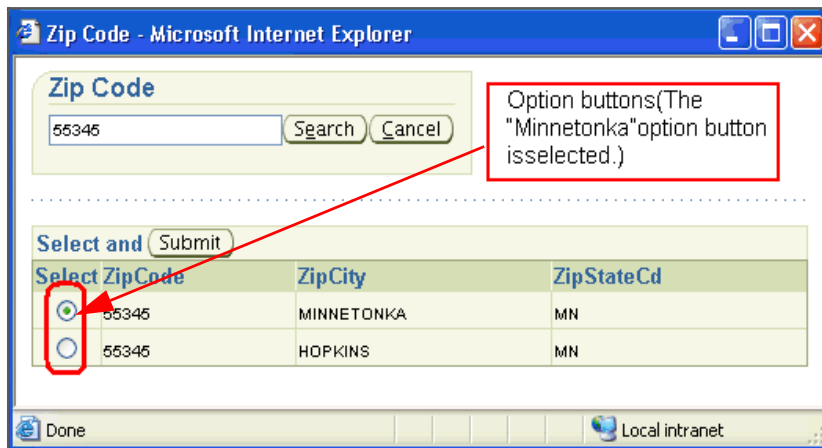 Zip Code - Microsoft Internet Explorer
Zip Code
55345 Search Cancel
Option buttons(The
"Minnetonka"option button
isselected.)
Select and Submit
Select ZipCode ZipCity ZipStateCd
55345 MINNETONKA MN
55345 HOPKINS MN
Done Local intranet